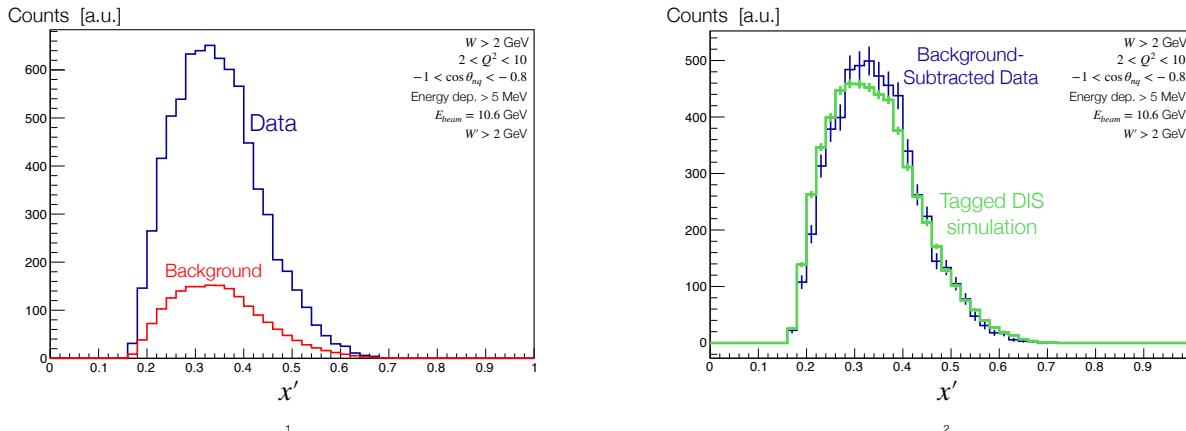 Counts [a.u.]
W > 2 GeV
2 < Q² < 10
−1 < cos θ_nq < − 0.8
Energy dep. > 5 MeV
E_beam = 10.6 GeV
W′ > 2 GeV
Data
Background
600
500
400
300
200
100
0
0 0.1 0.2 0.3 0.4 0.5 0.6 0.7 0.8 0.9 1
x′
1
Counts [a.u.]
W > 2 GeV
2 < Q² < 10
−1 < cos θ_nq < − 0.8
Energy dep. > 5 MeV
E_beam = 10.6 GeV
W′ > 2 GeV
Background-
Subtracted Data
Tagged DIS
simulation
500
400
300
200
100
0
0 0.1 0.2 0.3 0.4 0.5 0.6 0.7 0.8 0.9
x′
2